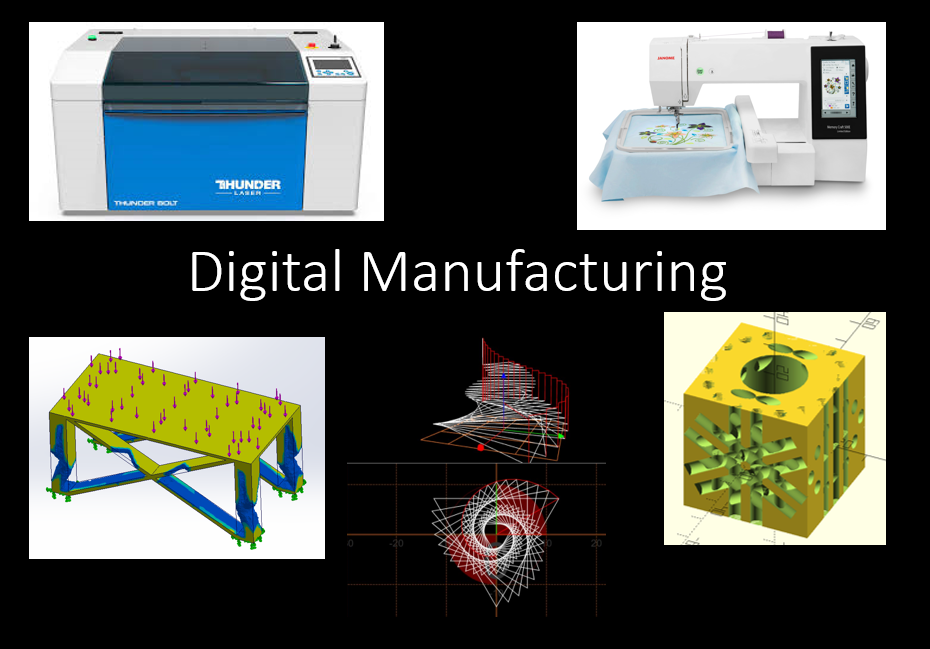 JANOME
THUNDER
LASER
THUNDER BOLT
Digital Manufacturing
0
-20
20